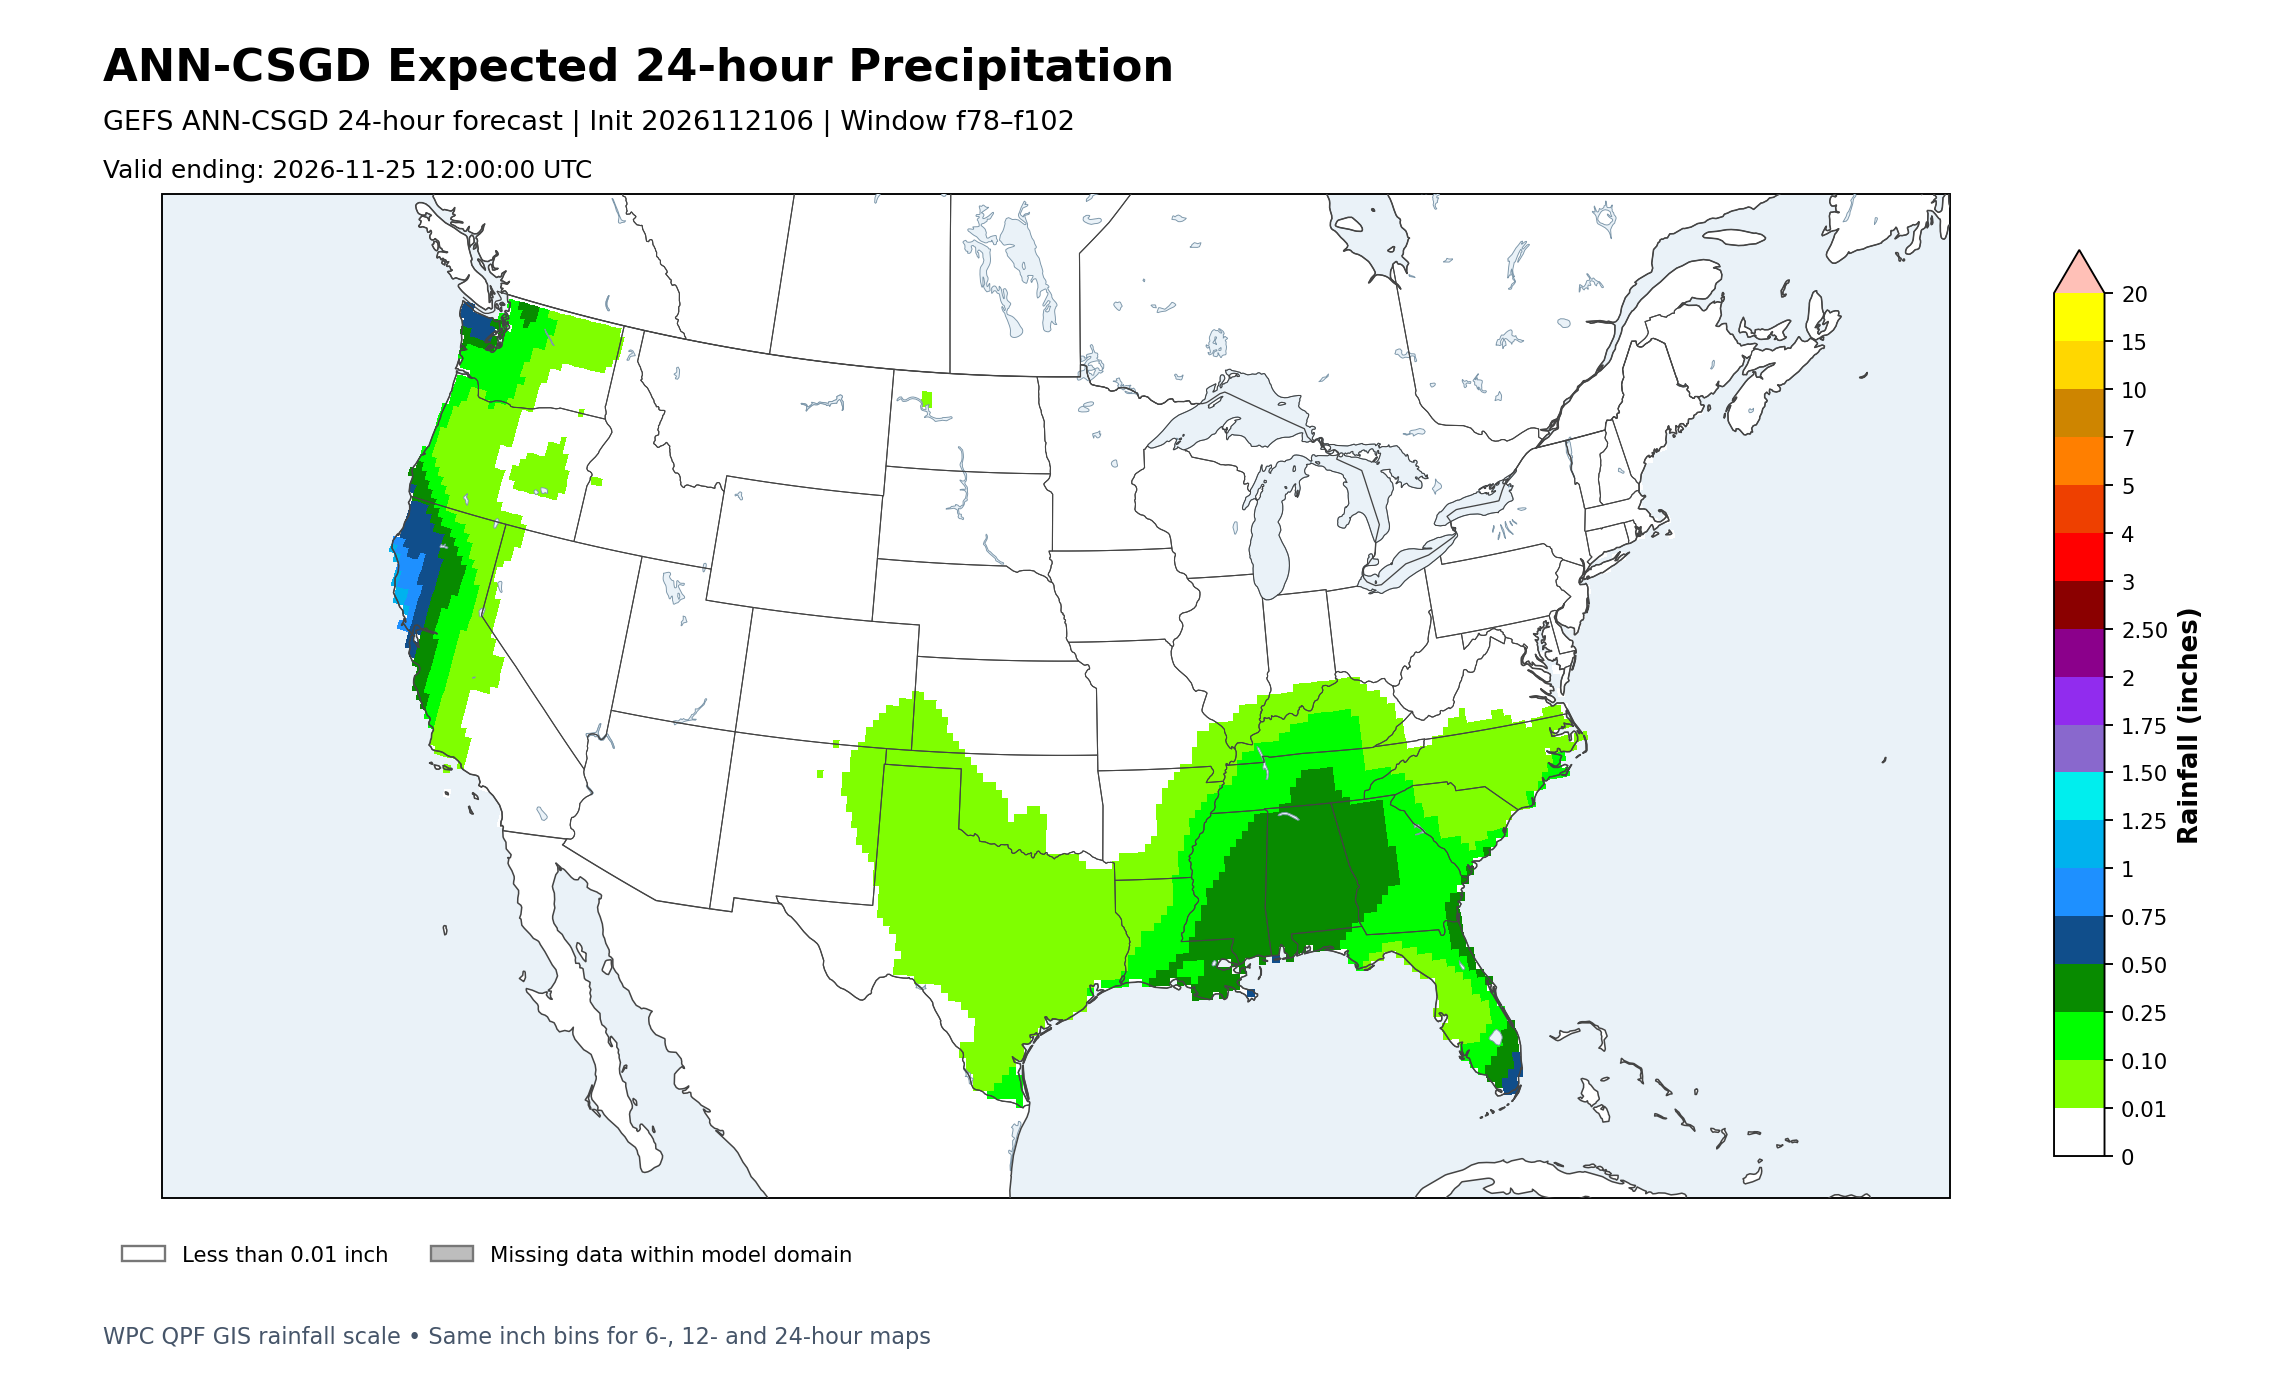 ANN-CSGD Expected 24-hour Precipitation
GEFS ANN-CSGD 24-hour forecast | Init 2026112106 | Window f78–f102
Valid ending: 2026-11-25 12:00:00 UTC
20
15
10
7
5
4
3
2.50
2
1.75
1.50
1.25
1
0.75
0.50
0.25
0.10
0.01
0
Rainfall (inches)
Less than 0.01 inch
Missing data within model domain
WPC QPF GIS rainfall scale • Same inch bins for 6-, 12- and 24-hour maps